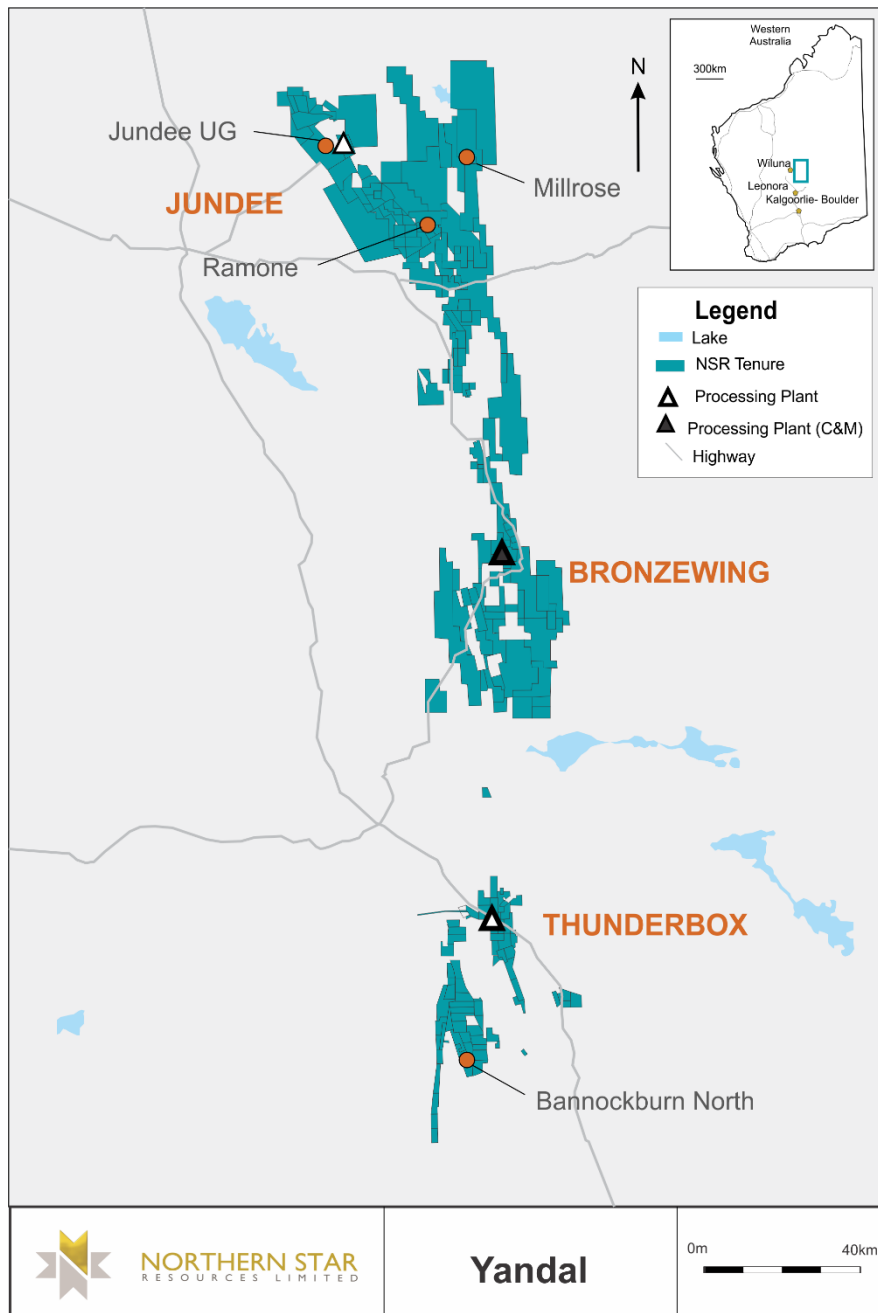 Western
Australia
300km
N
Wiluna
Leonora
Kalgoorlie- Boulder
Jundee UG
JUNDEE
Millrose
Ramone
Legend
Lake
NSR Tenure
Processing Plant
Processing Plant (C&M)
Highway
BRONZEWING
THUNDERBOX
Bannockburn North
NORTHERN STAR
RESOURCES LIMITED
Yandal
0m
40km